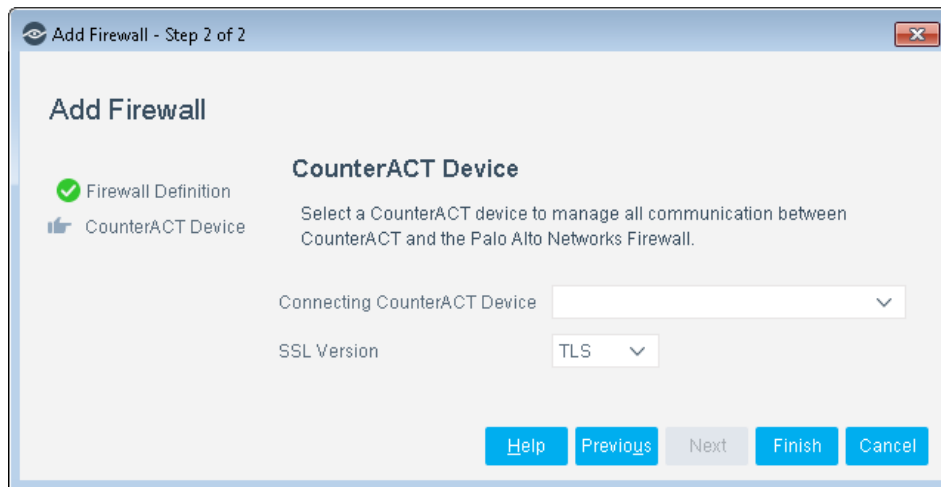 Add Firewall - Step 2 of 2
Add Firewall
Firewall Definition
CounterACT Device
CounterACT Device
Select a CounterACT device to manage all communication between
CounterACT and the Palo Alto Networks Firewall.
Connecting CounterACT Device
SSL Version TLS
Help Previous Next Finish Cancel